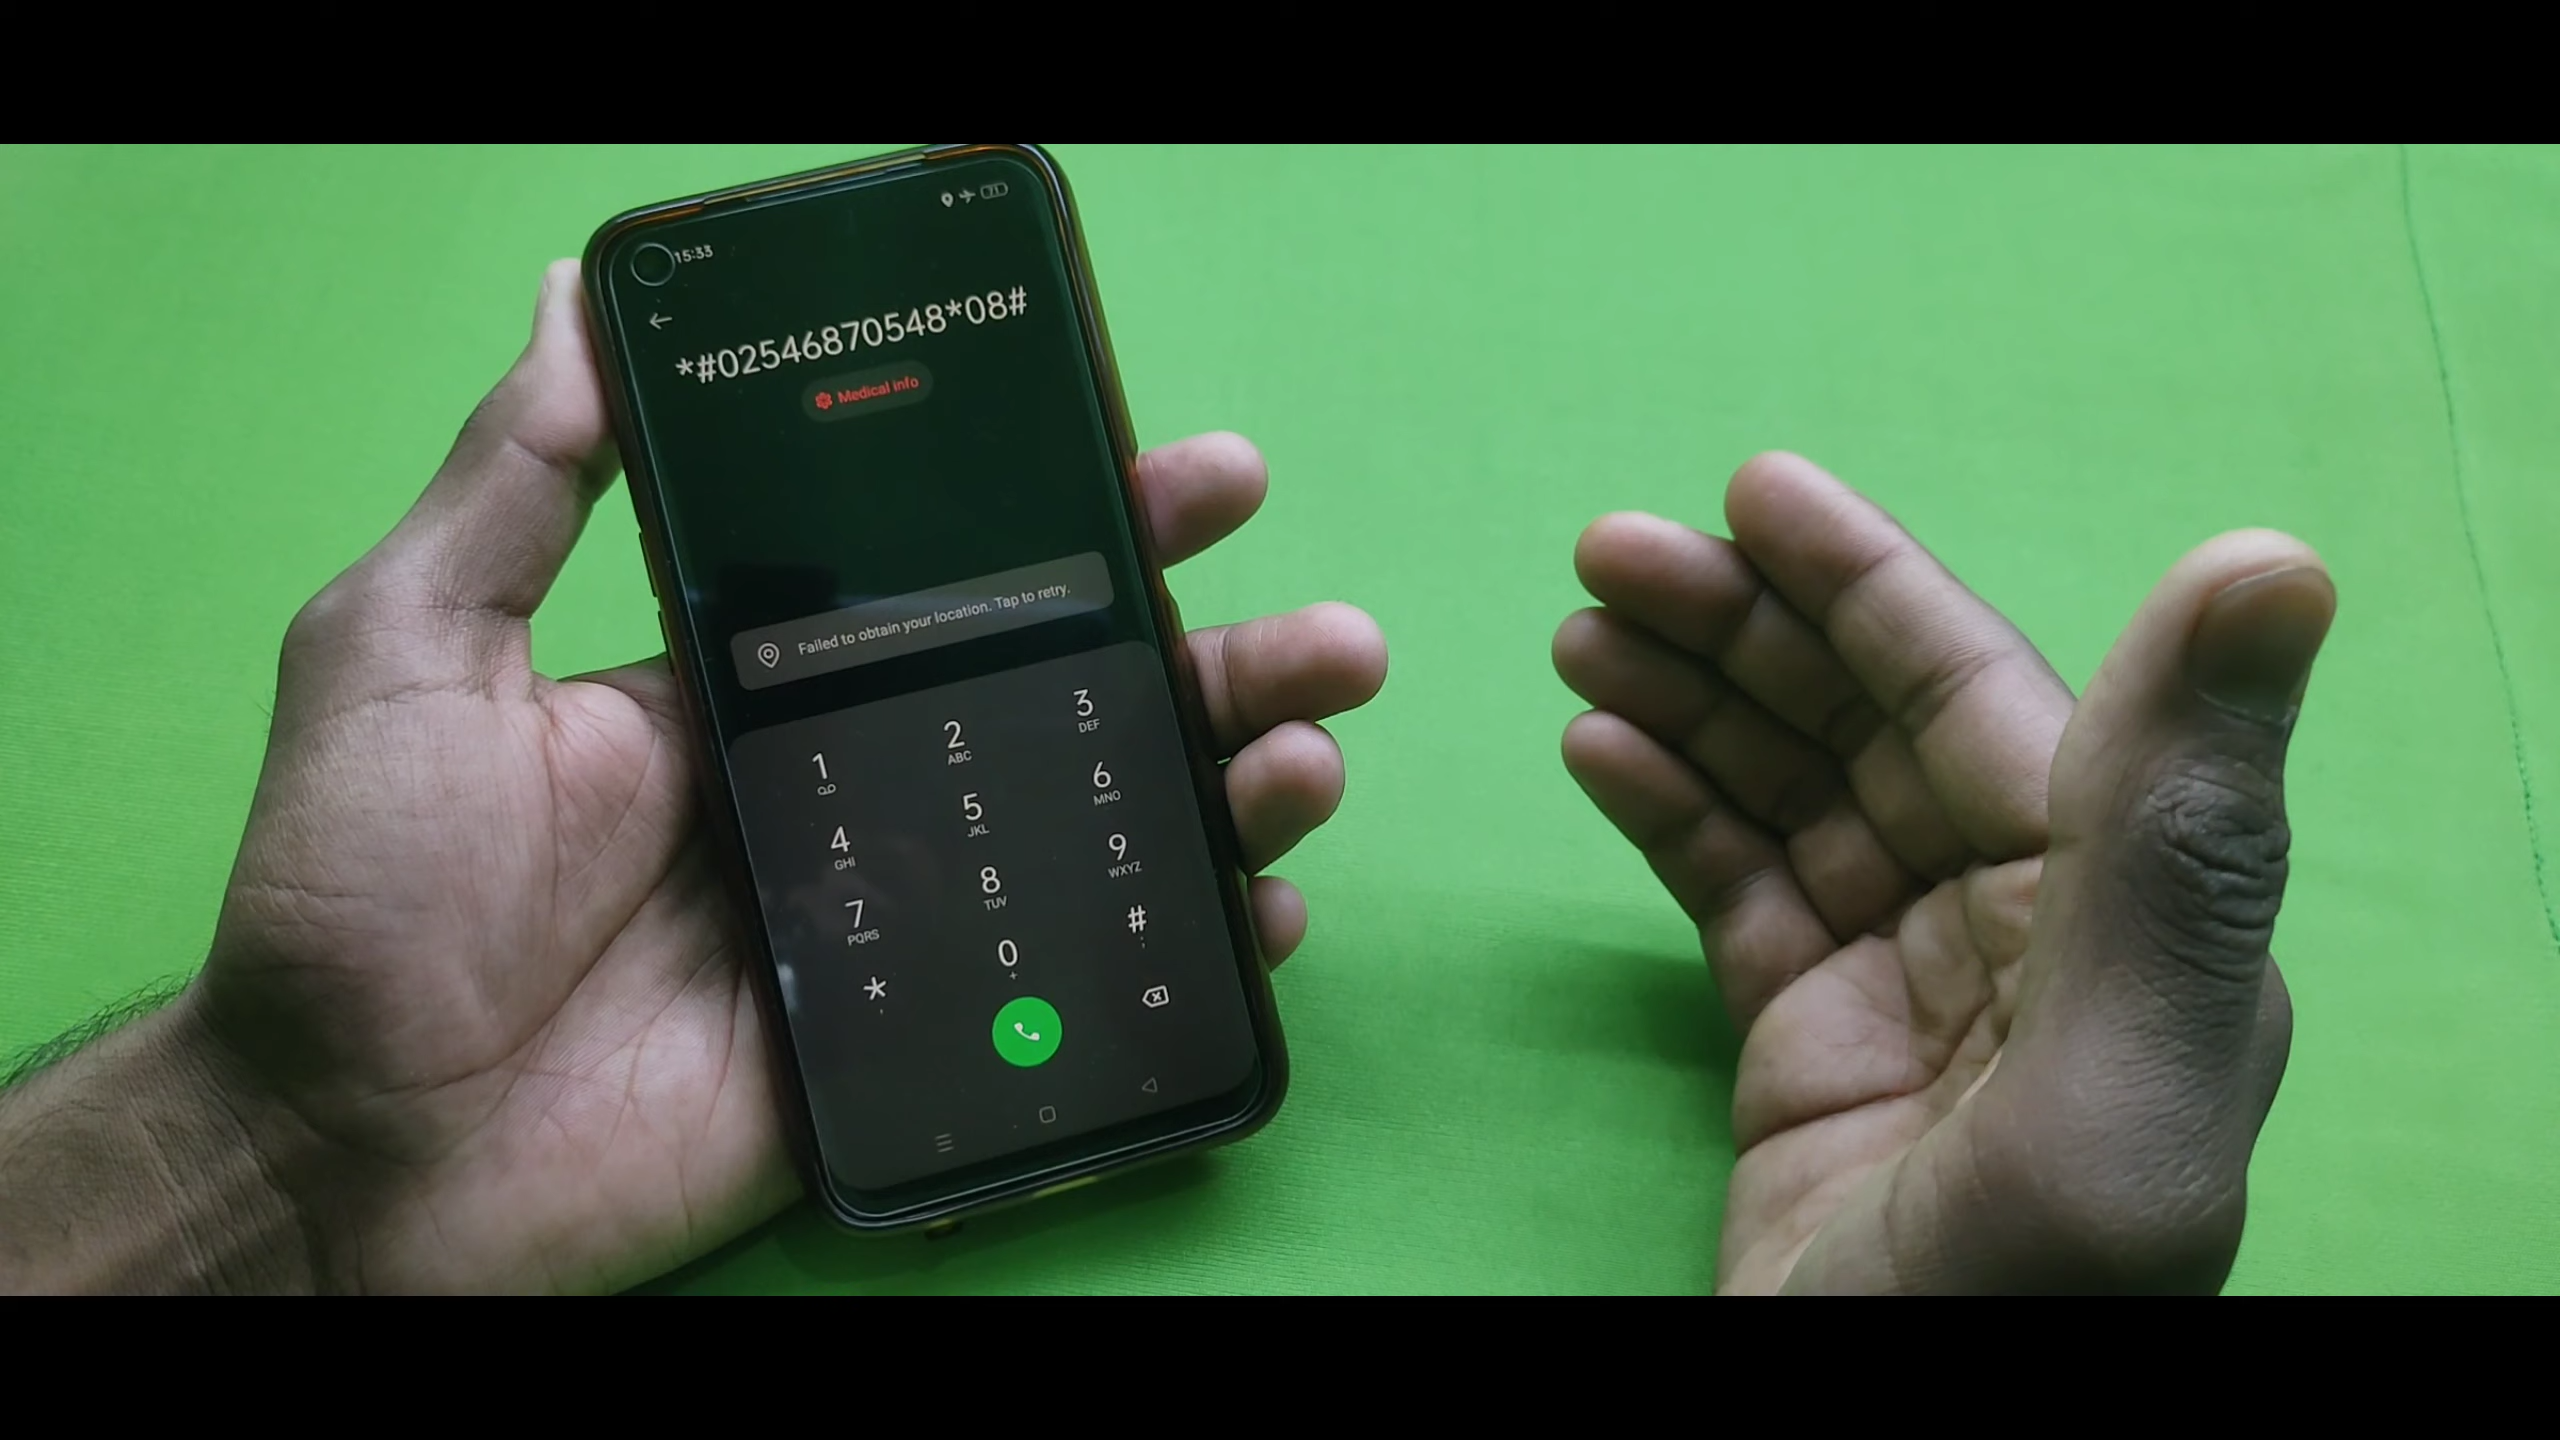 15:33
71
*#02546870548*08#
Medical info
Failed to obtain your location. Tap to retry.
1 2 ABC 3 DEF
4 GHI 5 JKL 6 MNO
7 PQRS 8 TUV 9 WXYZ
* , 0 + # ;